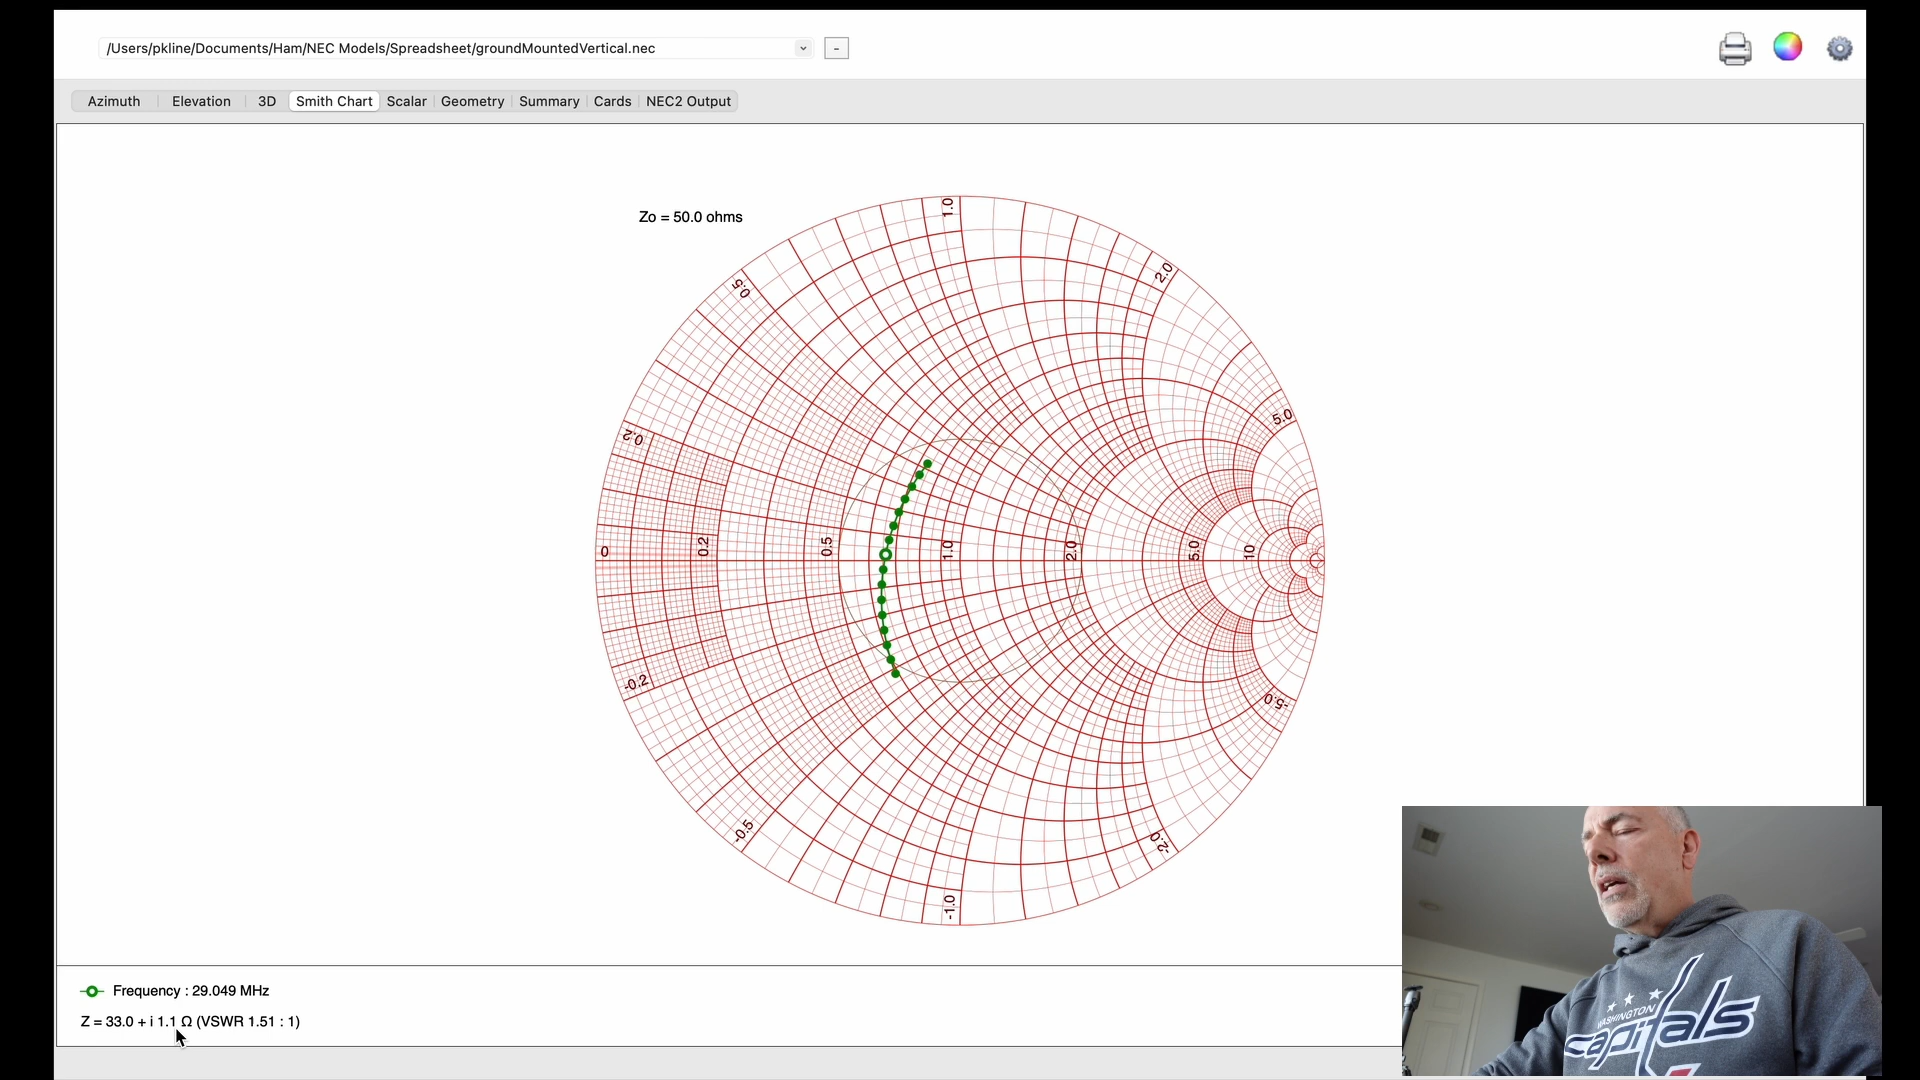 /Users/pkline/Documents/Ham/NEC Models/Spreadsheet/groundMountedVertical.nec
-
Azimuth Elevation 3D Smith Chart Scalar Geometry Summary Cards NEC2 Output
Zo = 50.0 ohms
1.0
2.0
0.5
5.0
0.2
0 0.2 0.5 1.0 2.0 5.0 10
-0.2
-5.0
-0.5
-2.0
-1.0
Frequency : 29.049 MHz
Z = 33.0 + i 1.1 Ω (VSWR 1.51 : 1)
WASHINGTON
capitals